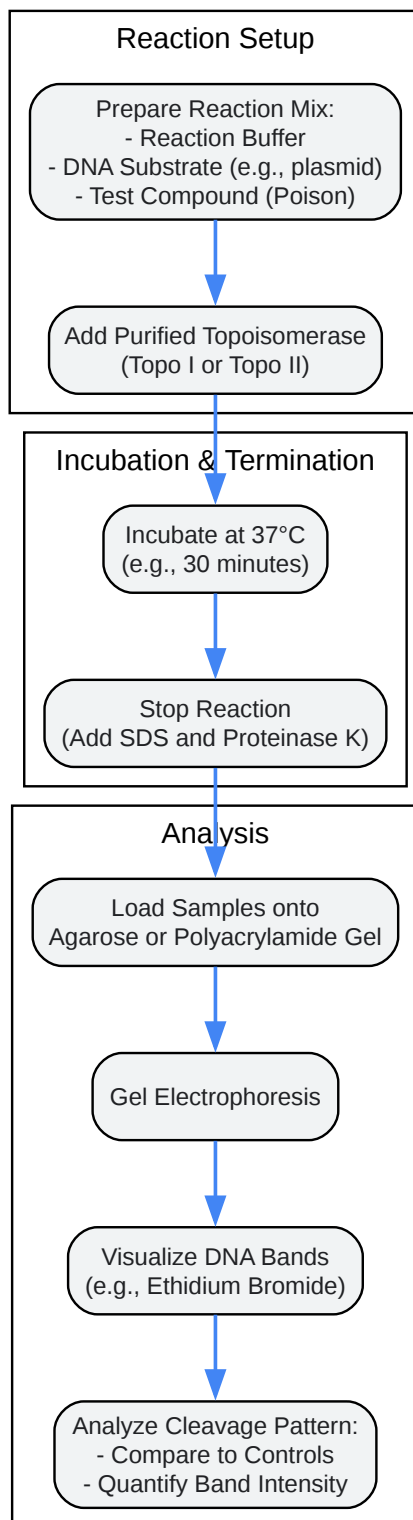 Reaction Setup
Prepare Reaction Mix:
- Reaction Buffer
- DNA Substrate (e.g., plasmid)
- Test Compound (Poison)
Add Purified Topoisomerase
(Topo I or Topo II)
Incubation & Termination
Incubate at 37°C
(e.g., 30 minutes)
Stop Reaction
(Add SDS and Proteinase K)
Analysis
Load Samples onto
Agarose or Polyacrylamide Gel
Gel Electrophoresis
Visualize DNA Bands
(e.g., Ethidium Bromide)
Analyze Cleavage Pattern:
- Compare to Controls
- Quantify Band Intensity